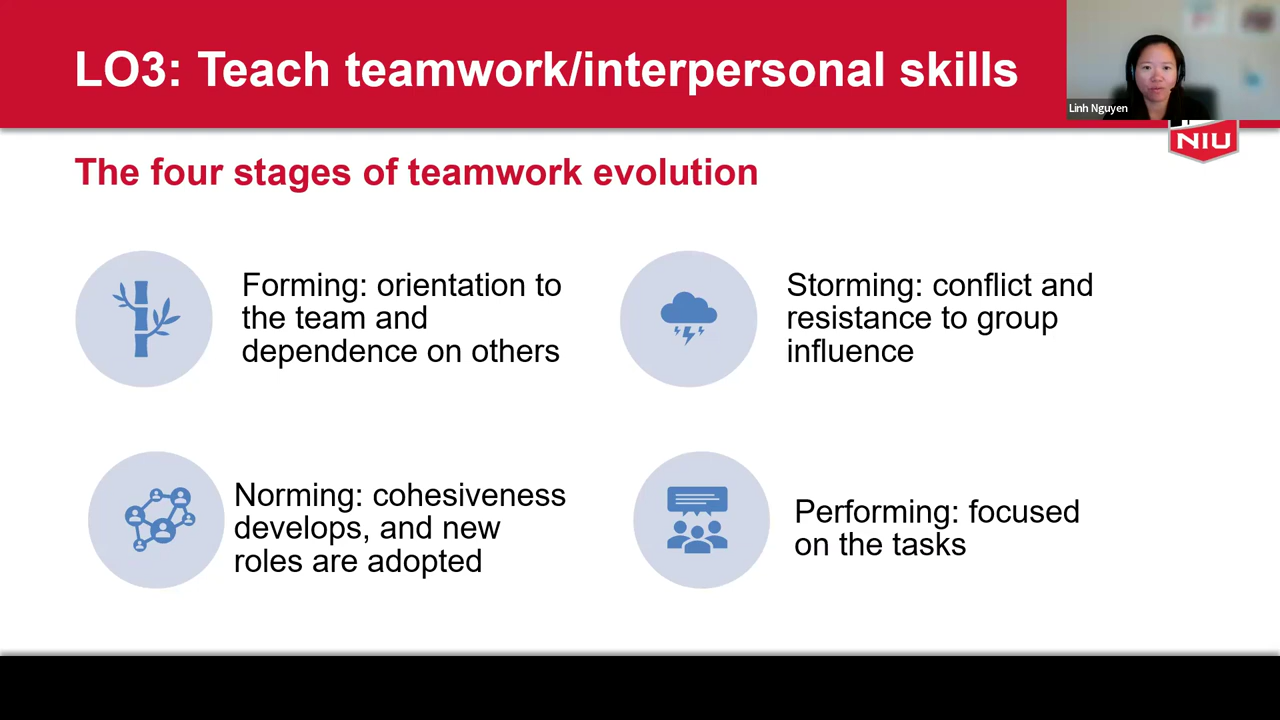 LO3: Teach teamwork/interpersonal skills
Linh Nguyen
NIU
The four stages of teamwork evolution
Forming: orientation to
the team and
dependence on others
Storming: conflict and
resistance to group
influence
Norming: cohesiveness
develops, and new
roles are adopted
Performing: focused
on the tasks